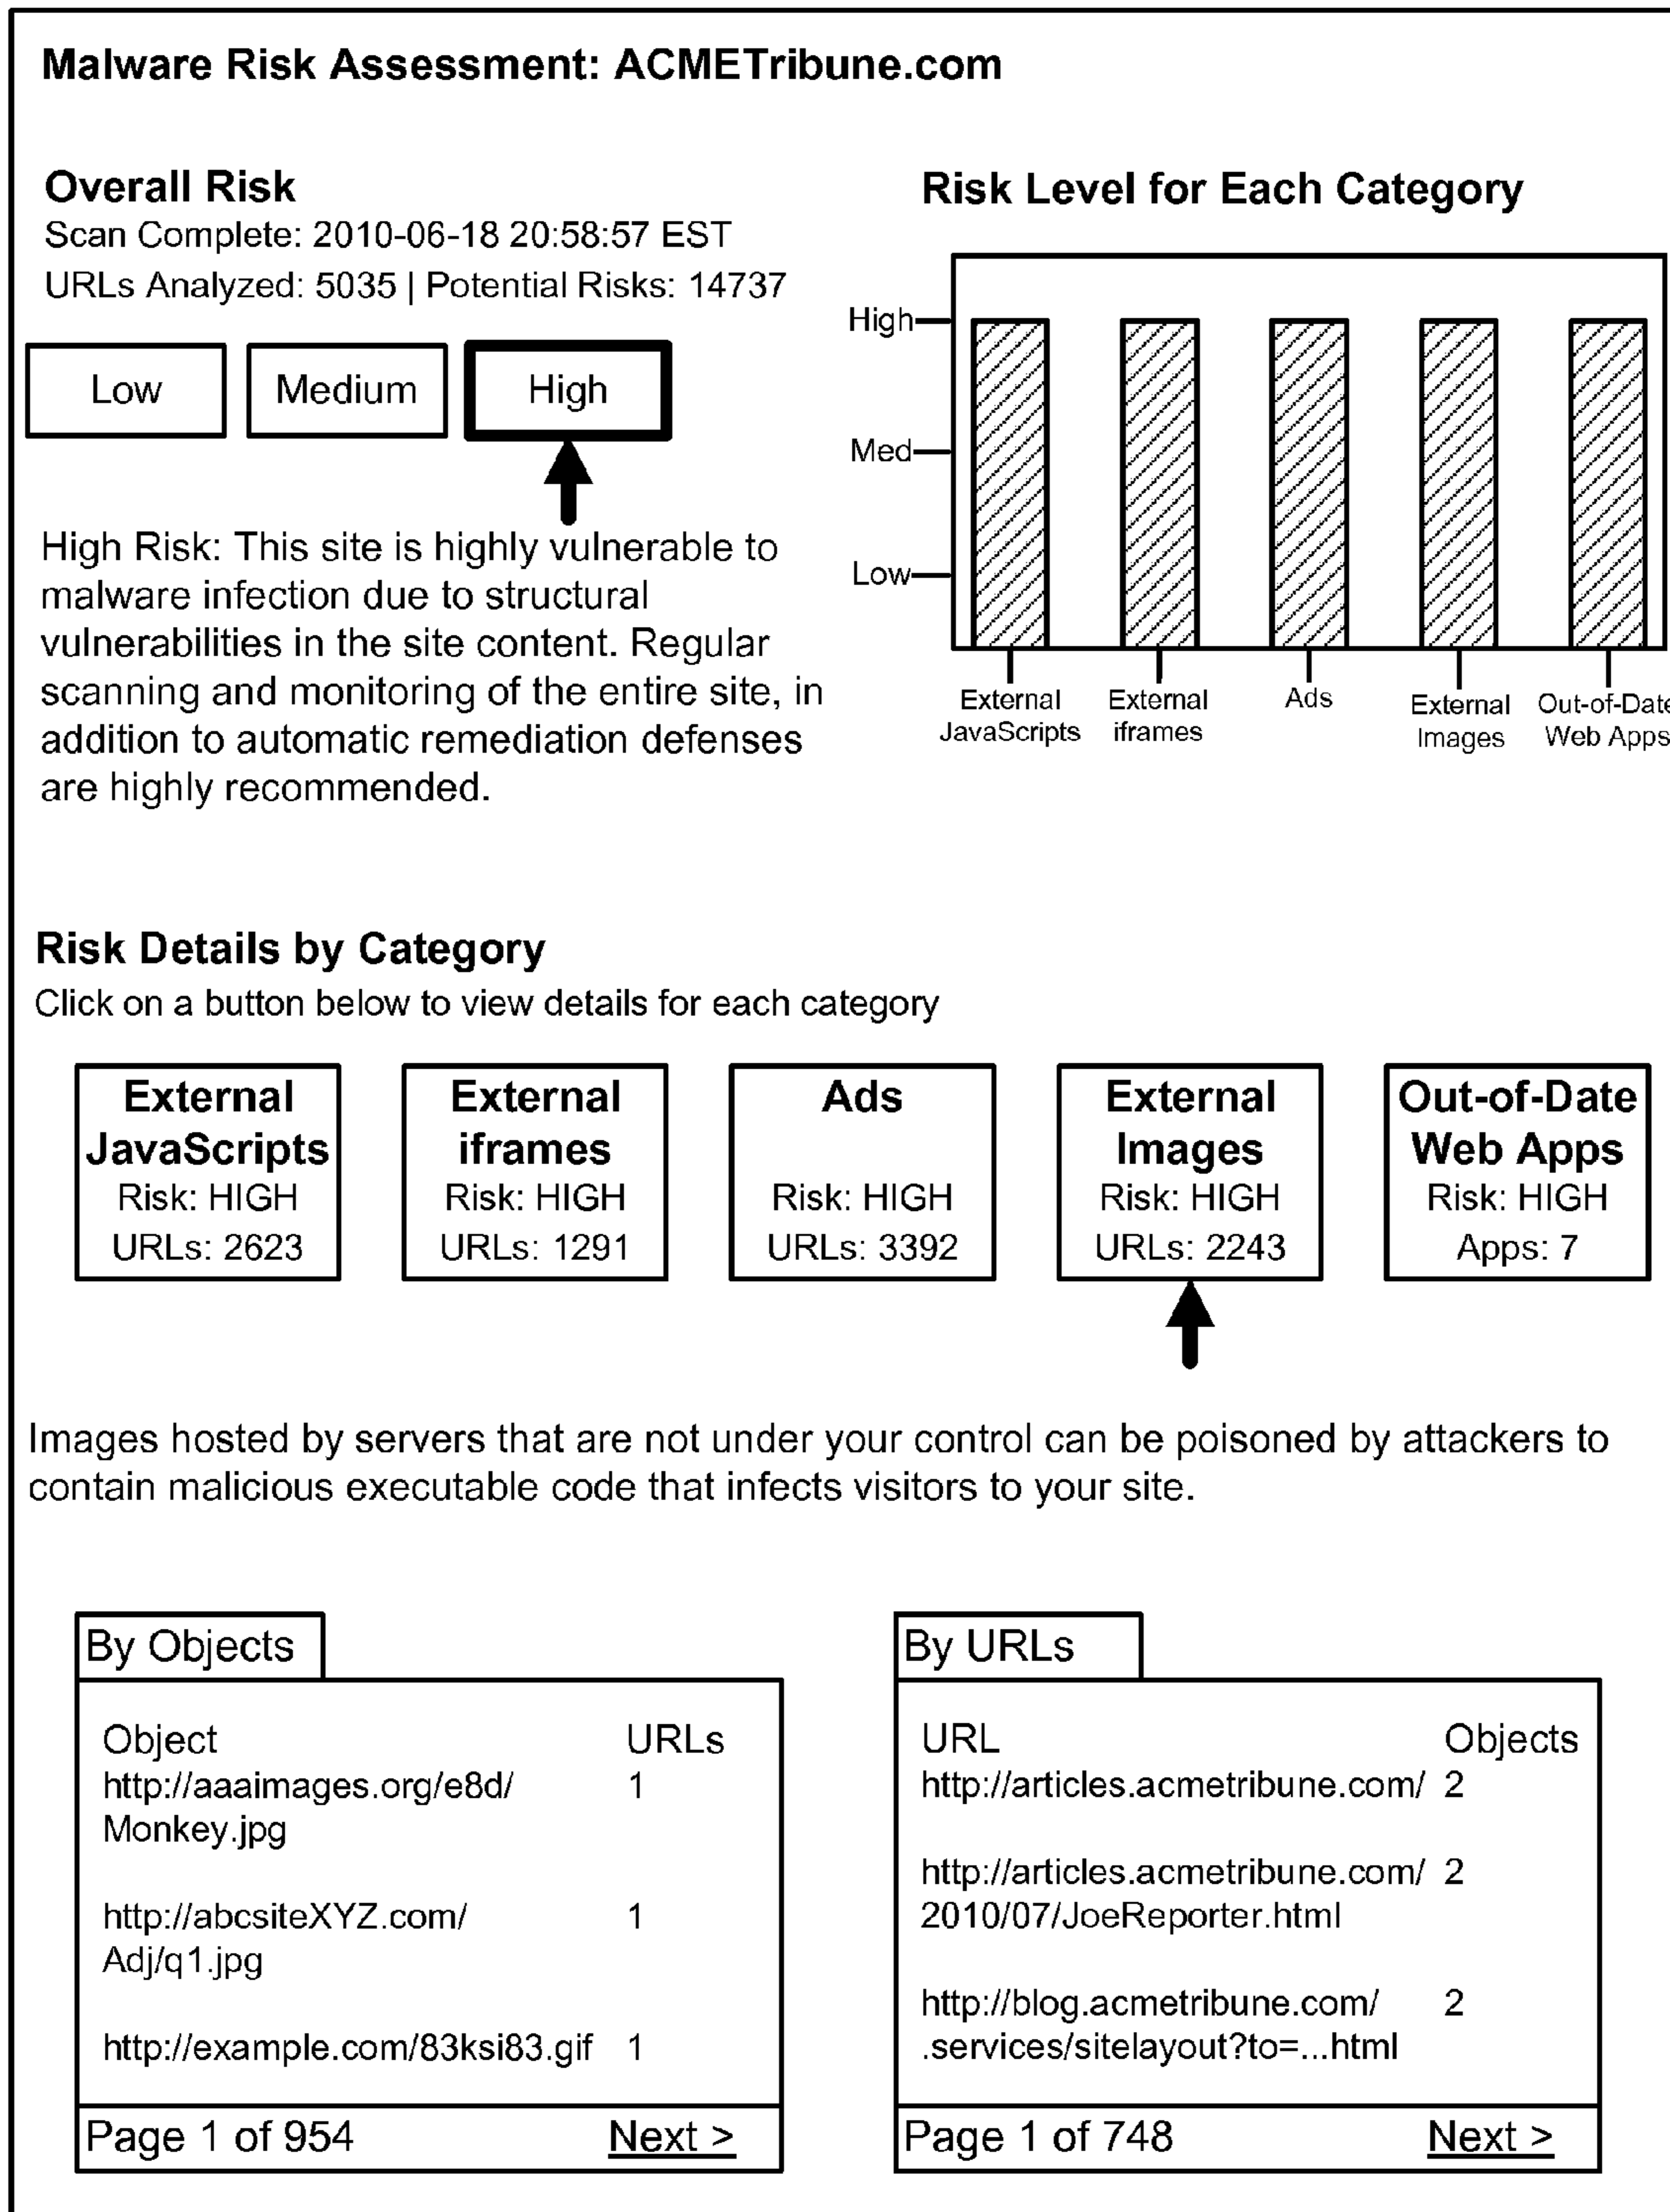 Malware Risk Assessment: ACMETribune.com
Overall Risk
Scan Complete: 2010-06-18 20:58:57 EST
URLs Analyzed: 5035 | Potential Risks: 14737
Low
Medium
High
High Risk: This site is highly vulnerable to
malware infection due to structural
vulnerabilities in the site content. Regular
scanning and monitoring of the entire site, in
addition to automatic remediation defenses
are highly recommended.
Risk Level for Each Category
High
Med
Low
External
JavaScripts
External
iframes
Ads
External
Images
Out-of-Date
Web Apps
Risk Details by Category
Click on a button below to view details for each category
External
JavaScripts
Risk: HIGH
URLs: 2623
External
iframes
Risk: HIGH
URLs: 1291
Ads
Risk: HIGH
URLs: 3392
External
Images
Risk: HIGH
URLs: 2243
Out-of-Date
Web Apps
Risk: HIGH
Apps: 7
Images hosted by servers that are not under your control can be poisoned by attackers to
contain malicious executable code that infects visitors to your site.
By Objects
Object URLs
http://aaaimages.org/e8d/ 1
Monkey.jpg
http://abcsiteXYZ.com/ 1
Adj/q1.jpg
http://example.com/83ksi83.gif 1
Page 1 of 954 Next >
By URLs
URL Objects
http://articles.acmetribune.com/ 2
http://articles.acmetribune.com/ 2
2010/07/JoeReporter.html
http://blog.acmetribune.com/ 2
.services/sitelayout?to=...html
Page 1 of 748 Next >